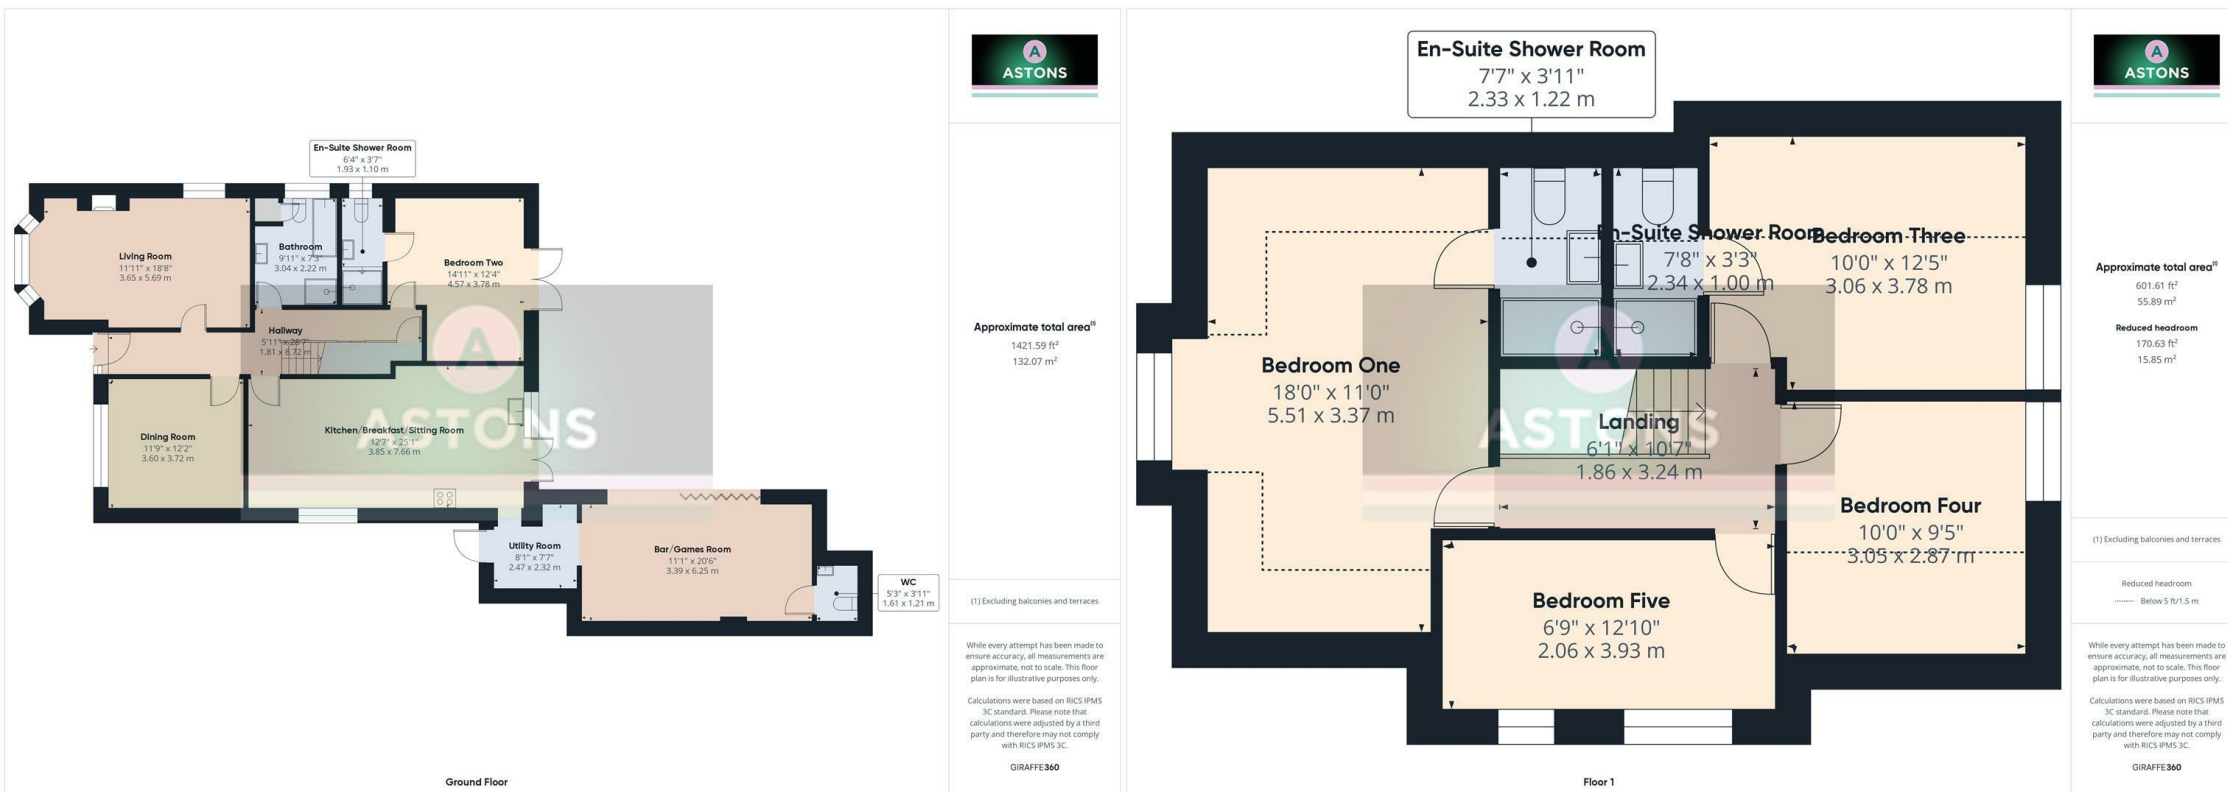 En-Suite Shower Room
6'4" x 3'7"
1.93 x 1.10 m
Living Room
11'11" x 18'8"
3.65 x 5.69 m
Bathroom
9'11" x 7'3"
3.04 x 2.22 m
Bedroom Two
14'11" x 12'4"
4.57 x 3.78 m
Hallway
5'11" x 28'7"
1.81 x 8.72 m
ASTONS
Dining Room
11'9" x 12'2"
3.60 x 3.72 m
Kitchen/Breakfast/Sitting Room
12'7" x 25'1"
3.85 x 7.66 m
Utility Room
8'1" x 7'7"
2.47 x 2.32 m
Bar/Games Room
11'1" x 20'6"
3.39 x 6.25 m
WC
5'3" x 3'11"
1.61 x 1.21 m
Ground Floor
A
ASTONS
Approximate total area(1)
1421.59 ft²
132.07 m²
(1) Excluding balconies and terraces
While every attempt has been made to
ensure accuracy, all measurements are
approximate, not to scale. This floor
plan is for illustrative purposes only.
Calculations were based on RICS IPMS
3C standard. Please note that
calculations were adjusted by a third
party and therefore may not comply
with RICS IPMS 3C.
GIRAFFE360
En-Suite Shower Room
7'7" x 3'11"
2.33 x 1.22 m
En-Suite Shower Room
7'8" x 3'3"
2.34 x 1.00 m
Bedroom Three
10'0" x 12'5"
3.06 x 3.78 m
Bedroom One
18'0" x 11'0"
5.51 x 3.37 m
A
ASTONS
Landing
6'1" x 10'7"
1.86 x 3.24 m
Bedroom Four
10'0" x 9'5"
3.05 x 2.87 m
Bedroom Five
6'9" x 12'10"
2.06 x 3.93 m
Floor 1
A
ASTONS
Approximate total area(1)
601.61 ft²
55.89 m²
Reduced headroom
170.63 ft²
15.85 m²
(1) Excluding balconies and terraces
Reduced headroom
Below 5 ft/1.5 m
While every attempt has been made to
ensure accuracy, all measurements are
approximate, not to scale. This floor
plan is for illustrative purposes only.
Calculations were based on RICS IPMS
3C standard. Please note that
calculations were adjusted by a third
party and therefore may not comply
with RICS IPMS 3C.
GIRAFFE360